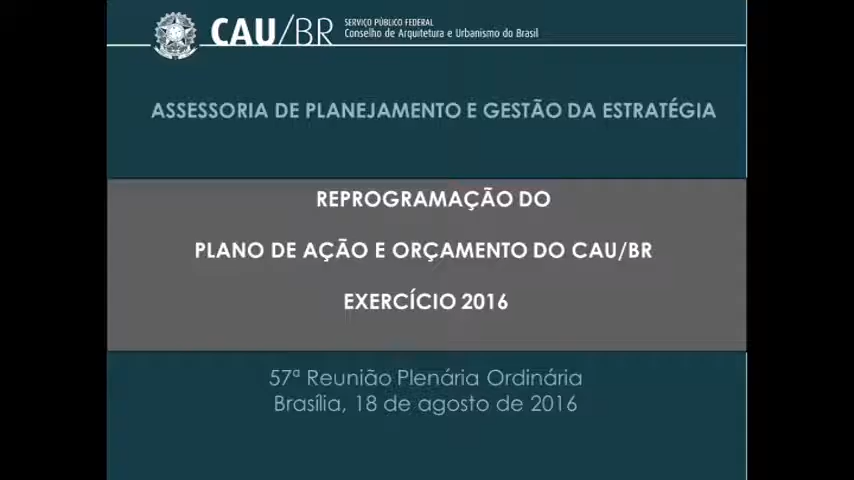 CAU/BR
SERVIÇO PÚBLICO FEDERAL
Conselho de Arquitetura e Urbanismo do Brasil
ASSESSORIA DE PLANEJAMENTO E GESTÃO DA ESTRATÉGIA
REPROGRAMAÇÃO DO
PLANO DE AÇÃO E ORÇAMENTO DO CAU/BR
EXERCÍCIO 2016
57ª Reunião Plenária Ordinária
Brasília, 18 de agosto de 2016